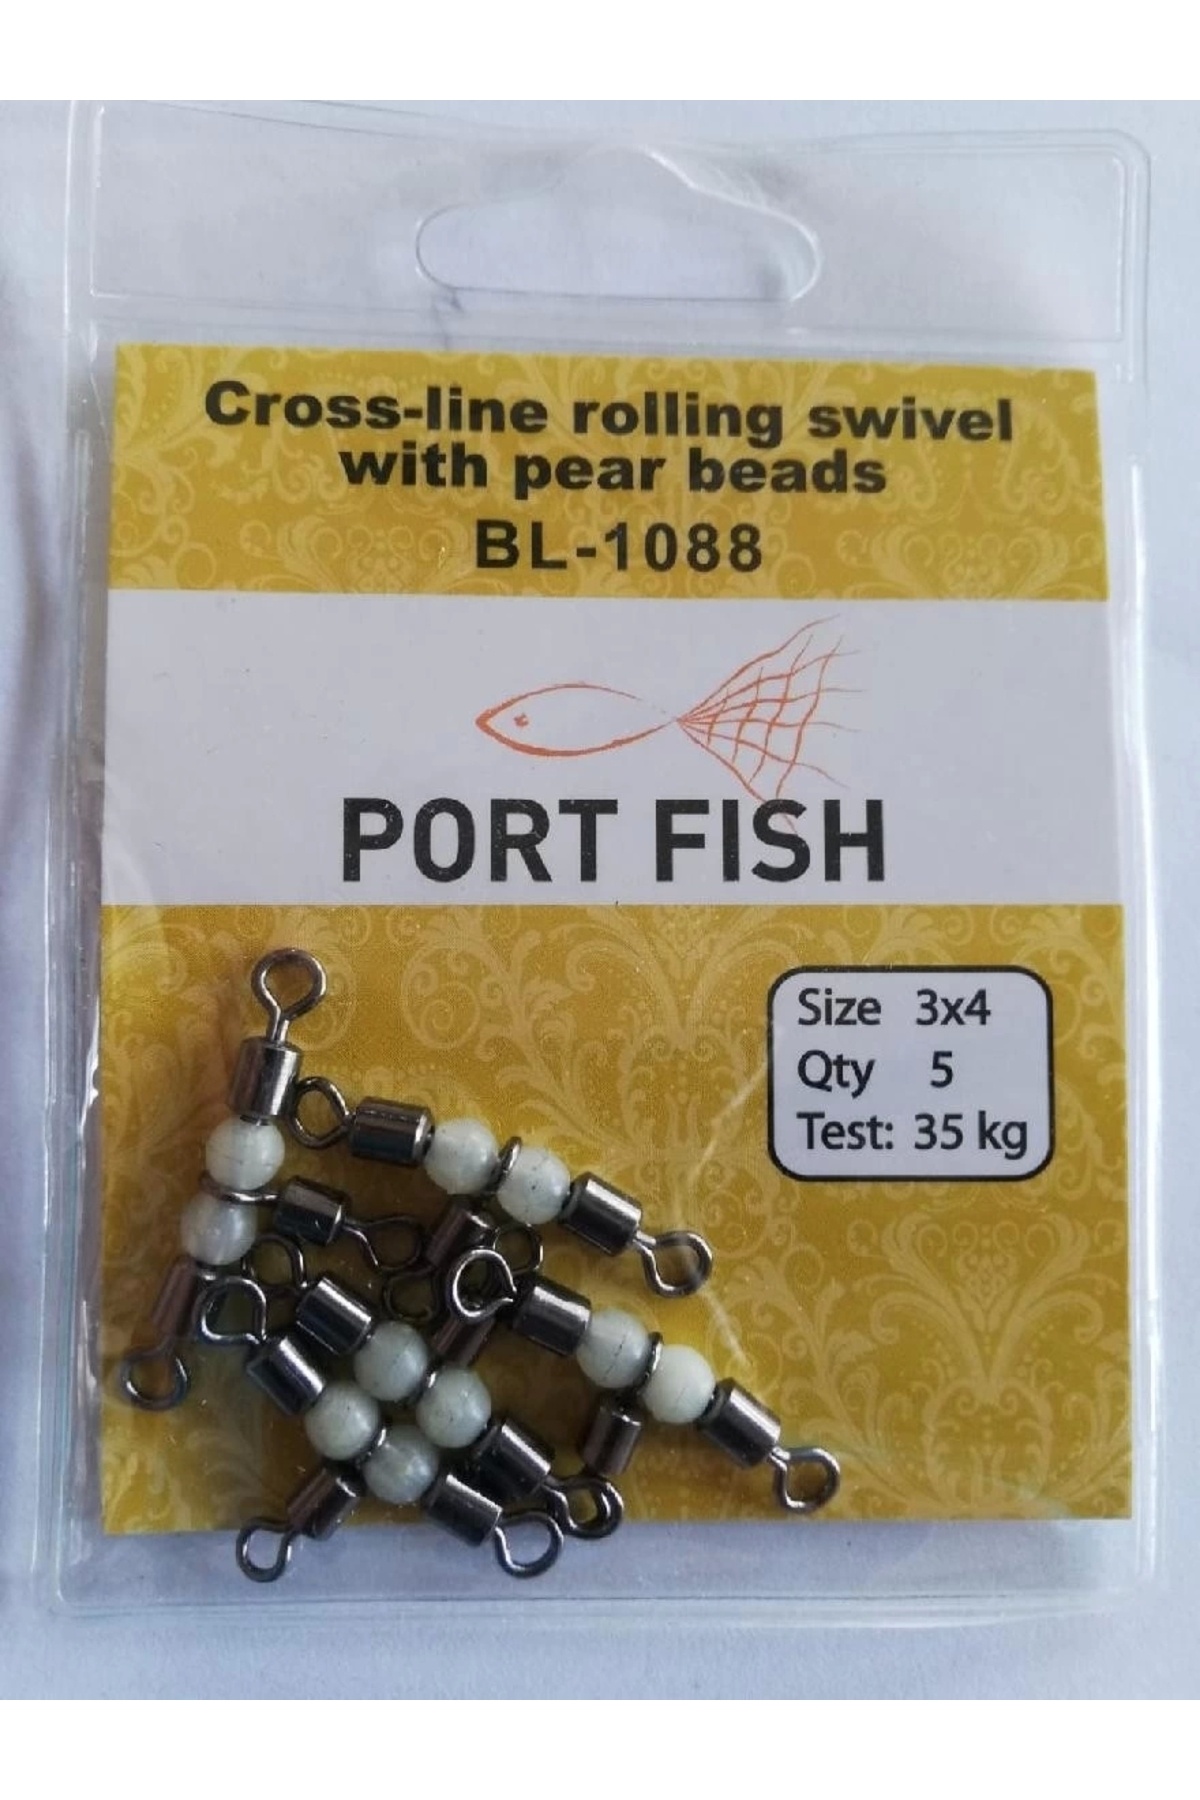 Cross-line rolling swivel
with pear beads
BL-1088
PORT FISH
Size 3x4
Qty 5
Test: 35 kg